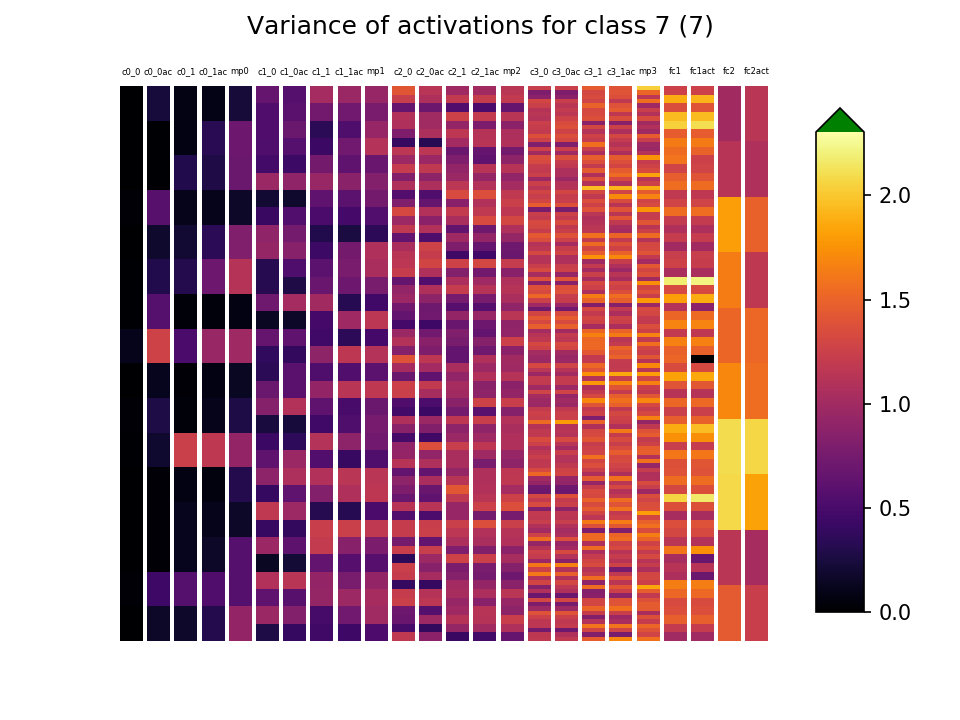 Variance of activations for class 7 (7)
c0_0 c0_0ac c0_1 c0_1ac mp0 c1_0 c1_0ac c1_1 c1_1ac mp1 c2_0 c2_0ac c2_1 c2_1ac mp2 c3_0 c3_0ac c3_1 c3_1ac mp3 fc1 fc1act fc2 fc2act
2.0
1.5
1.0
0.5
0.0